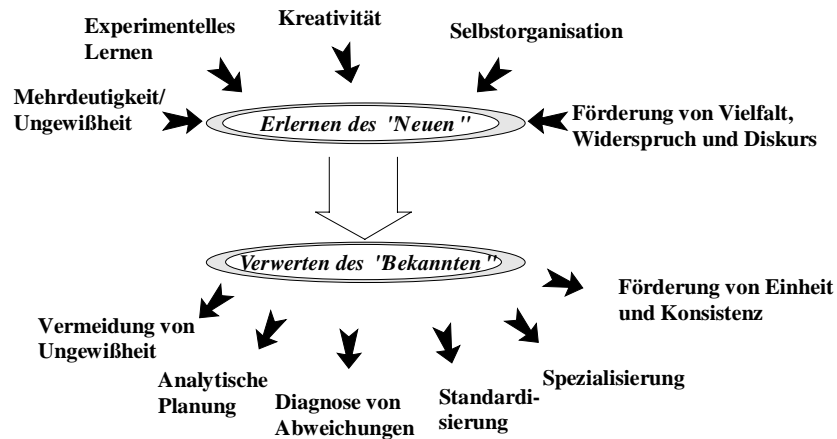 Experimentelles
Lernen
Kreativität
Selbstorganisation
Mehrdeutigkeit/
Ungewißheit
Erlernen des "Neuen"
Förderung von Vielfalt,
Widerspruch und Diskurs
Verwerten des "Bekannten"
Förderung von Einheit
und Konsistenz
Vermeidung von
Ungewißheit
Analytische
Planung
Diagnose von
Abweichungen
Standardi-
sierung
Spezialisierung